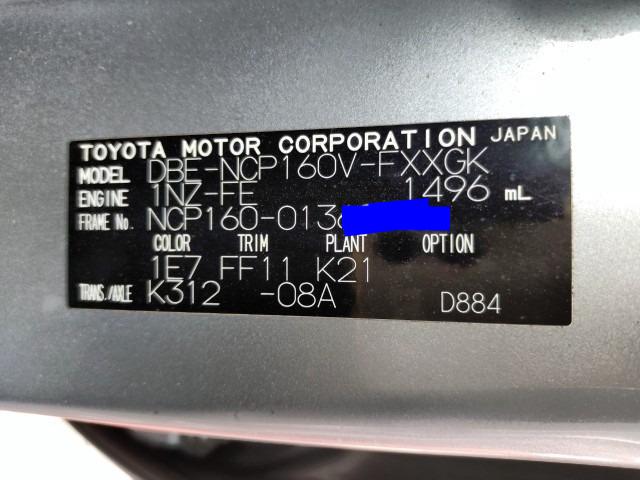 TOYOTA MOTOR CORPORATION JAPAN
MODEL DBE-NCP160V-FXXGK
ENGINE 1NZ-FE 1496 mL
FRAME No. NCP160-013
COLOR TRIM PLANT OPTION
1E7 FF11 K21
TRANS./AXLE K312 -08A D884